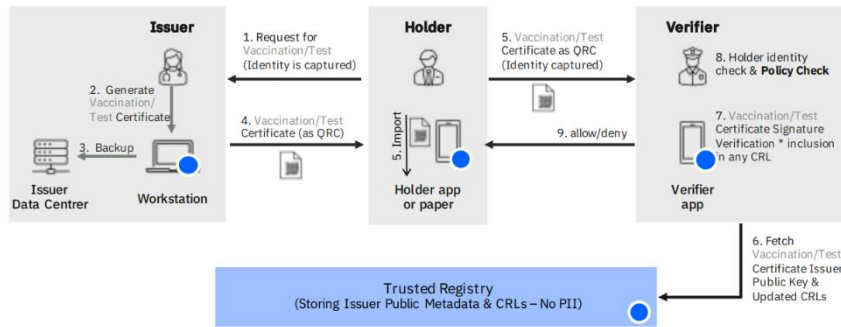 Issuer
2. Generate
Vaccination/
Test Certificate
3. Backup
Issuer
Data Centrer
Workstation
1. Request for
Vaccination/Test
(Identity is captured)
4. Vaccination/Test
Certificate (as QRC)
Holder
5. Import
Holder app
or paper
5. Vaccination/Test
Certificate as QRC
(Identity captured)
9. allow/deny
Verifier
8. Holder identity
check & Policy Check
7. Vaccination/Test
Certificate Signature
Verification * inclusion
in any CRL
Verifier
app
6. Fetch
Vaccination/Test
Certificate Issuer
Public Key &
Updated CRLs
Trusted Registry
(Storing Issuer Public Metadata & CRLs – No PII)